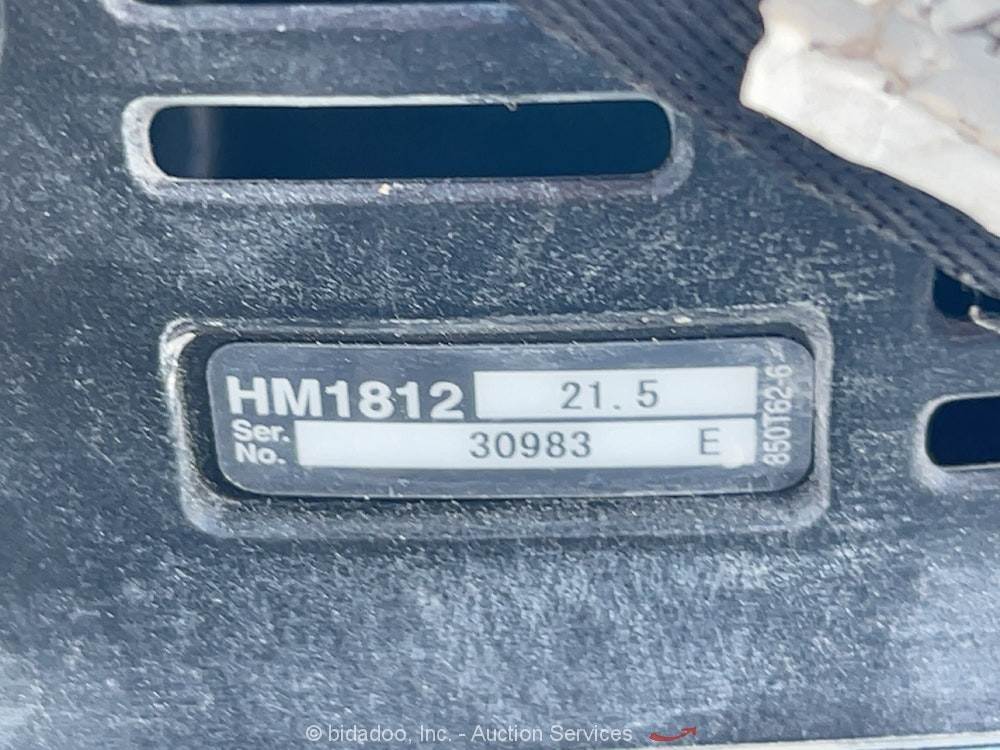 HM1812 21.5
Ser. No. 30983 E
850T62-6
© bidadoo, Inc. - Auction Services